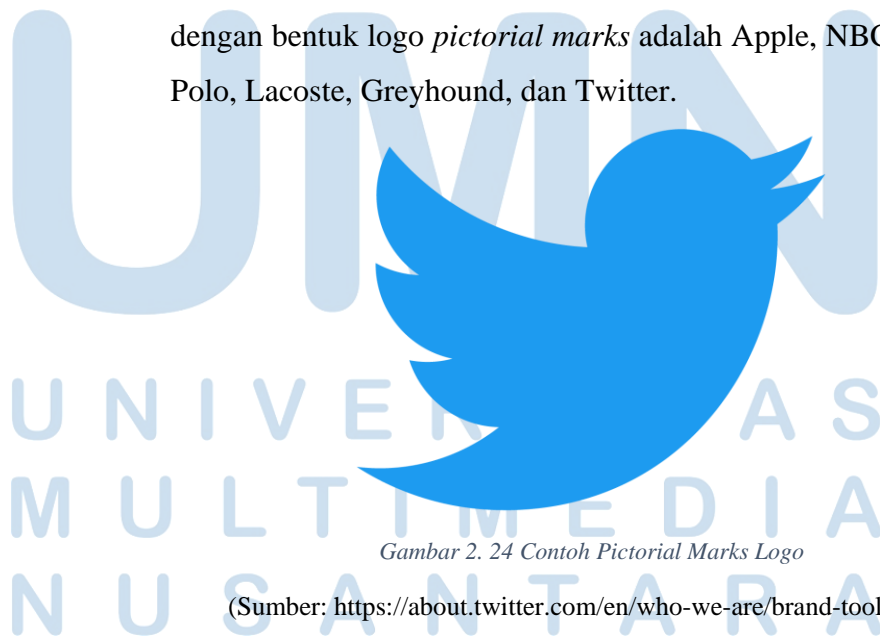 dengan bentuk logo pictorial marks adalah Apple, NBC
Polo, Lacoste, Greyhound, dan Twitter.
UMN
UNIVERSITAS
MULTIMEDIA
NUSANTARA
Gambar 2. 24 Contoh Pictorial Marks Logo
(Sumber: https://about.twitter.com/en/who-we-are/brand-tool